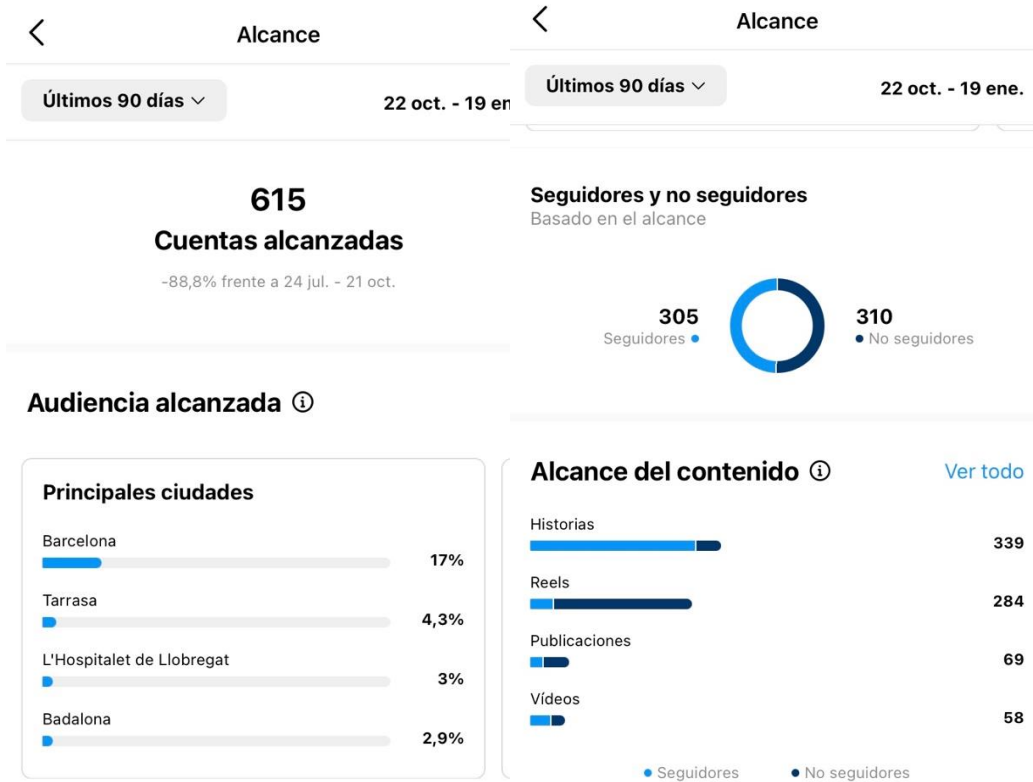 Alcance
Últimos 90 días
22 oct. - 19 en
615
Cuentas alcanzadas
-88,8% frente a 24 jul. - 21 oct.
Audiencia alcanzada
Principales ciudades
Barcelona
17%
Tarrasa
4,3%
L'Hospitalet de Llobregat
3%
Badalona
2,9%
Alcance
Últimos 90 días
22 oct. - 19 ene.
Seguidores y no seguidores
Basado en el alcance
305
Seguidores
310
No seguidores
Alcance del contenido
Ver todo
Historias
339
Reels
284
Publicaciones
69
Vídeos
58
Seguidores
No seguidores